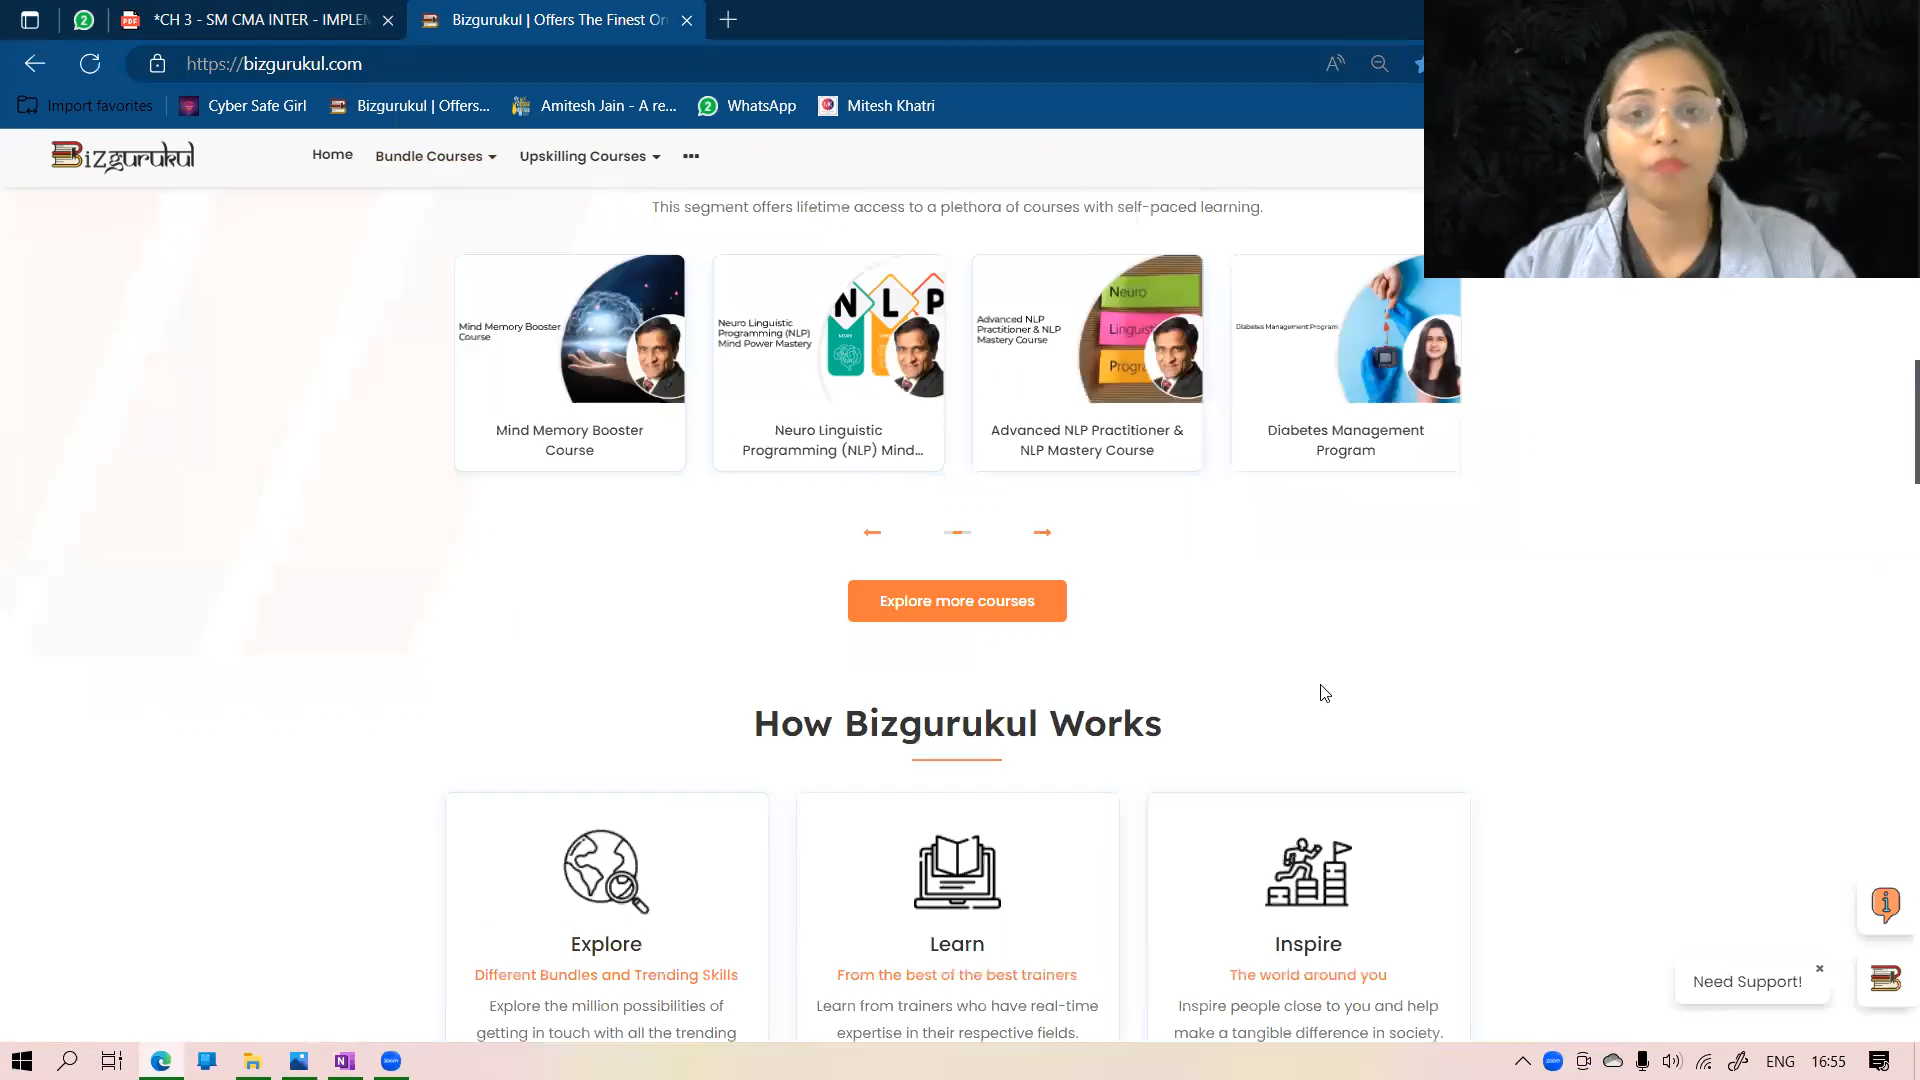 *CH 3 - SM CMA INTER - IMPLEM
Bizgurukul | Offers The Finest On
https://bizgurukul.com
Import favorites
Cyber Safe Girl
Bizgurukul | Offers...
Amitesh Jain - A re...
WhatsApp
Mitesh Khatri
Bizgurukul
Home
Bundle Courses
Upskilling Courses
This segment offers lifetime access to a plethora of courses with self-paced learning.
Mind Memory Booster
Course
Neuro Linguistic
Programming (NLP)
Mind Power Mastery
NLP
Advanced NLP
Practitioner & NLP
Mastery Course
Neuro
Linguist
Progr
Diabetes Management Program
Mind Memory Booster
Course
Neuro Linguistic
Programming (NLP) Mind...
Advanced NLP Practitioner &
NLP Mastery Course
Diabetes Management
Program
Explore more courses
How Bizgurukul Works
Explore
Different Bundles and Trending Skills
Explore the million possibilities of
getting in touch with all the trending
Learn
From the best of the best trainers
Learn from trainers who have real-time
expertise in their respective fields.
Inspire
The world around you
Inspire people close to you and help
make a tangible difference in society.
Need Support!
ENG
16:55